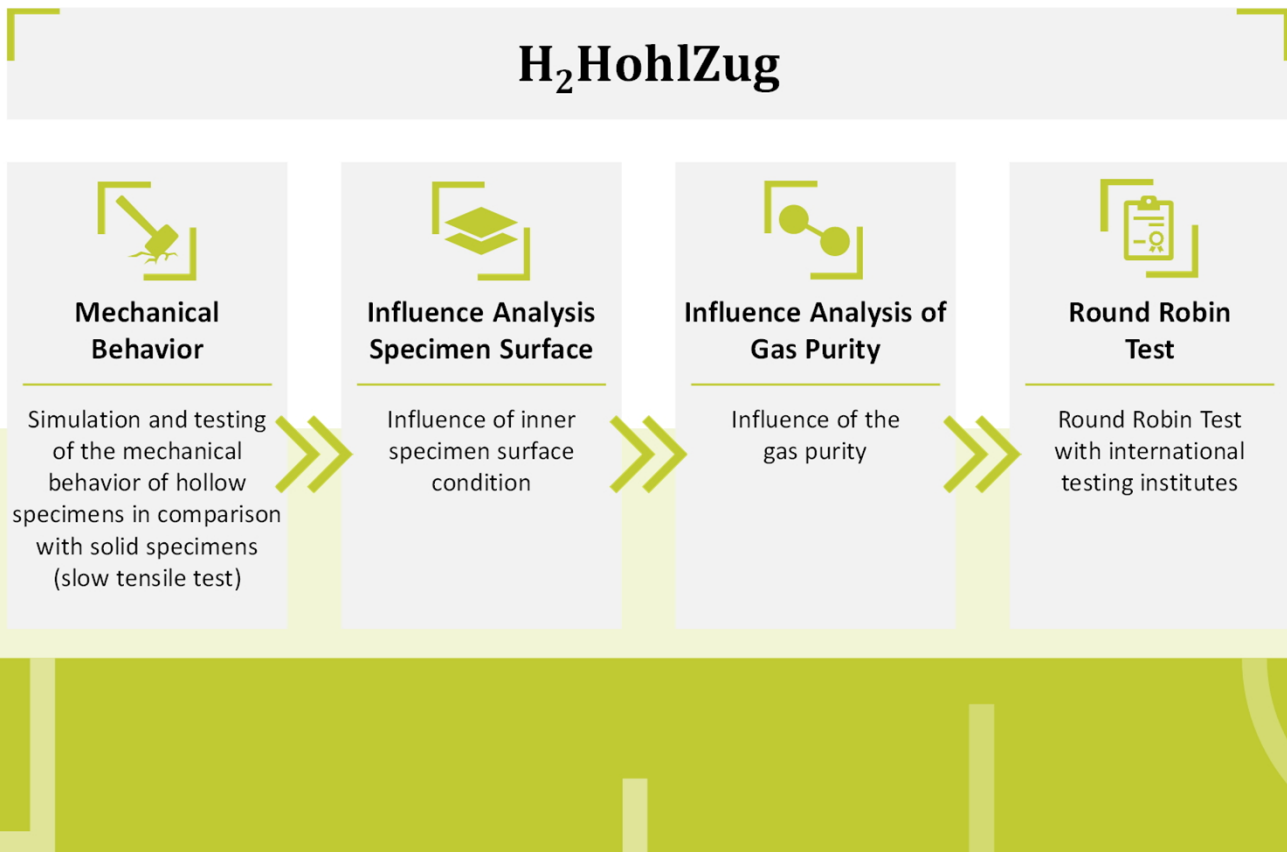 H₂HohlZug
Mechanical
Behavior
Simulation and testing
of the mechanical
behavior of hollow
specimens in comparison
with solid specimens
(slow tensile test)
Influence Analysis
Specimen Surface
Influence of inner
specimen surface
condition
Influence Analysis of
Gas Purity
Influence of the
gas purity
Round Robin
Test
Round Robin Test
with international
testing institutes